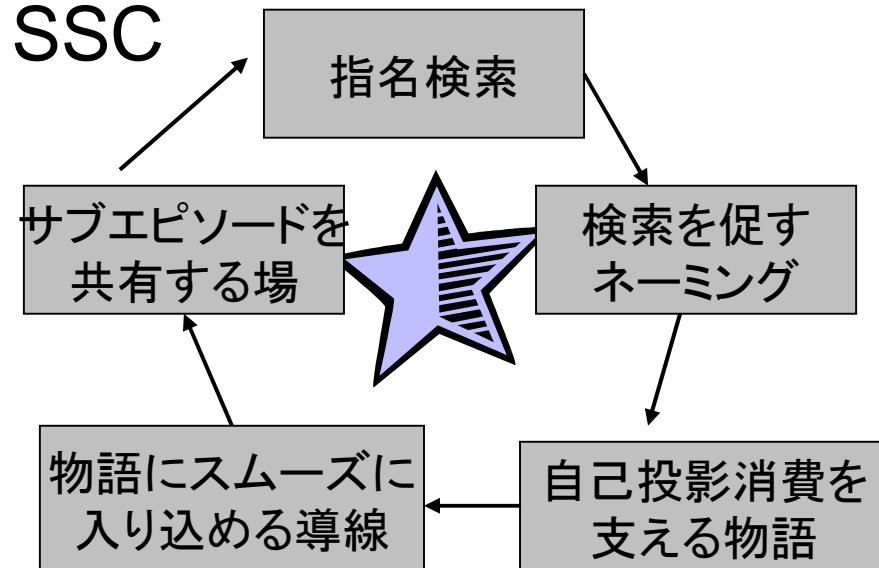 SSC
指名検索
検索を促す
ネーミング
自己投影消費を
支える物語
物語にスムーズに
入り込める導線
サブエピソードを
共有する場